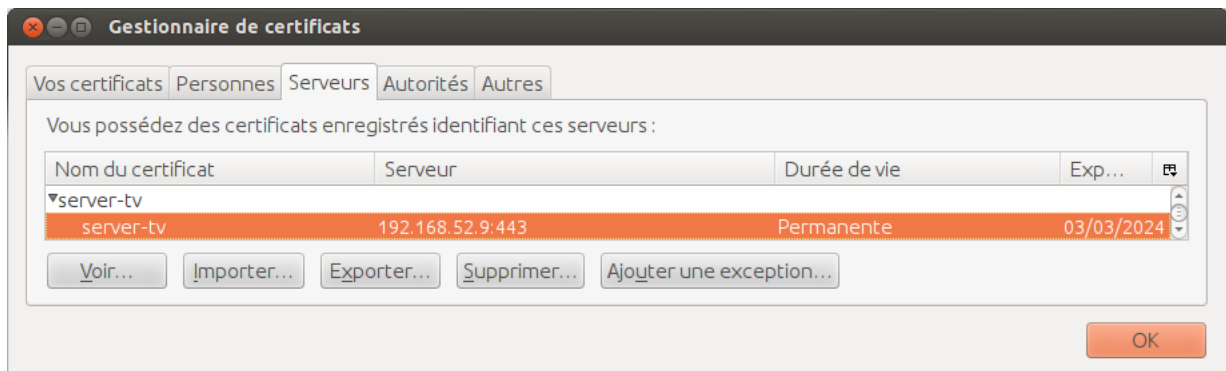 Gestionnaire de certificats
Vos certificats Personnes Serveurs Autorités Autres
Vous possédez des certificats enregistrés identifiant ces serveurs :
Nom du certificat Serveur Durée de vie Exp...
server-tv
server-tv 192.168.52.9:443 Permanente 03/03/2024
Voir... Importer... Exporter... Supprimer... Ajouter une exception...
OK